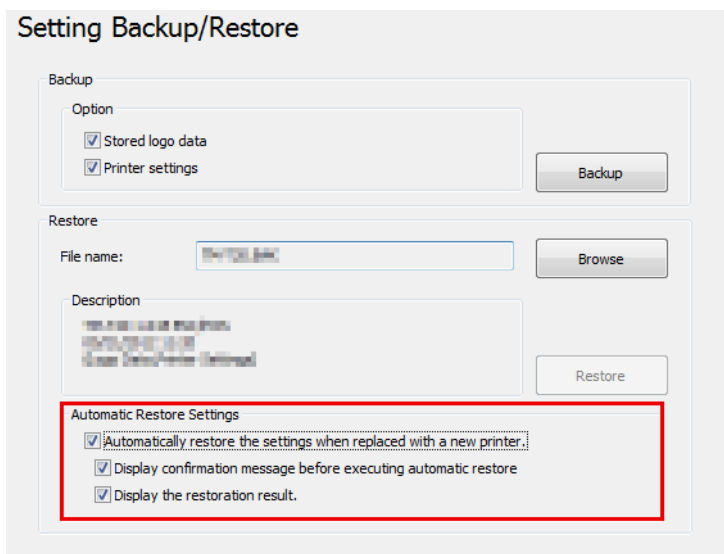 Setting Backup/Restore
Backup
Option
Stored logo data
Printer settings
Backup
Restore
File name:
Browse
Description
Restore
Automatic Restore Settings
Automatically restore the settings when replaced with a new printer.
Display confirmation message before executing automatic restore
Display the restoration result.